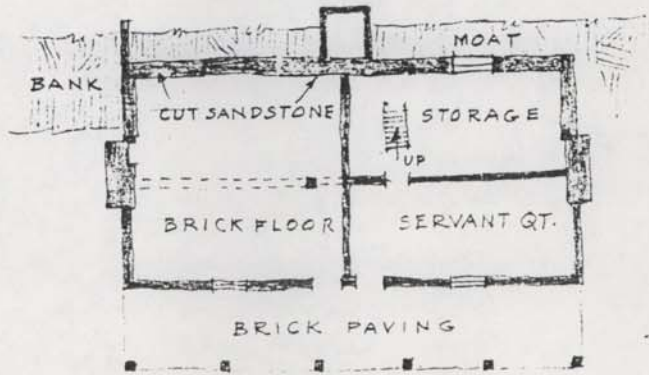 MOAT
BANK
CUT SANDSTONE
STORAGE
UP
BRICK FLOOR
SERVANT QT.
BRICK PAVING